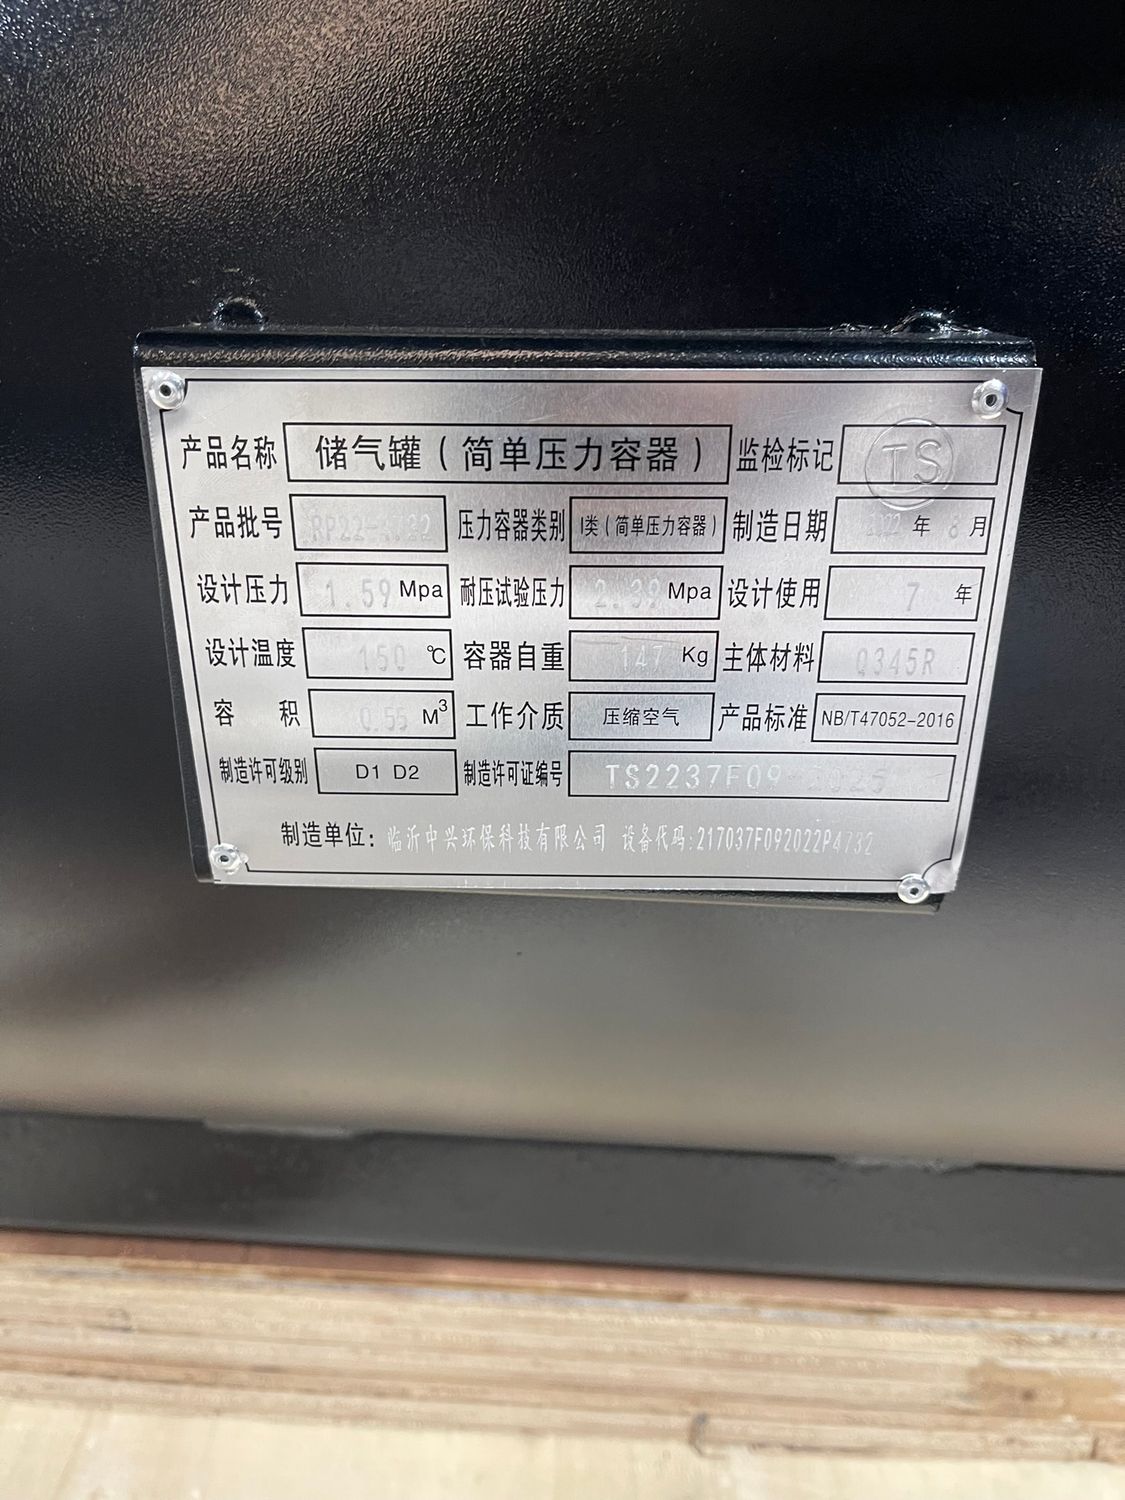 产品名称 储气罐(简单压力容器) 监检标记 TS
产品批号 RP22-4732 压力容器类别 I类(简单压力容器) 制造日期 2022 年 8 月
设计压力 1.59 Mpa 耐压试验压力 2.39 Mpa 设计使用 7 年
设计温度 150 ℃ 容器自重 147 Kg 主体材料 Q345R
容 积 0.55 M³ 工作介质 压缩空气 产品标准 NB/T47052-2016
制造许可级别 D1 D2 制造许可证编号 TS2237F09-2025
制造单位: 临沂中兴环保科技有限公司 设备代码:217037F092022P4732